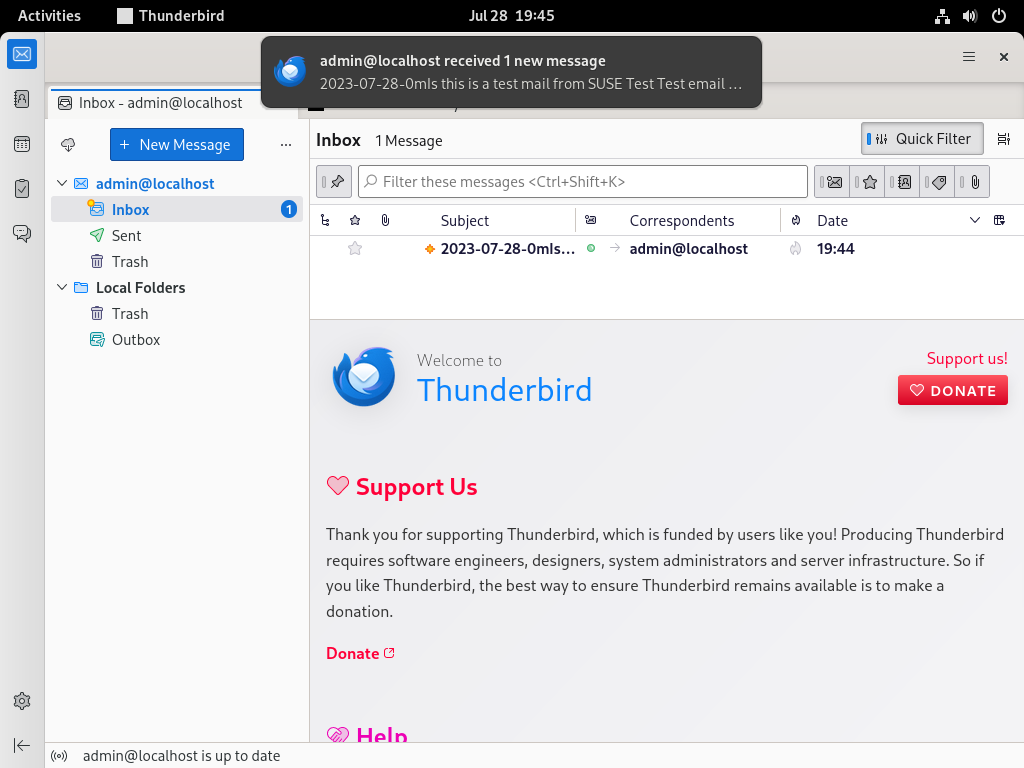 Activities Thunderbird Jul 28 19:45
admin@localhost received 1 new message
2023-07-28-0mls this is a test mail from SUSE Test Test email …
Inbox - admin@localhost
New Message
admin@localhost
Inbox 1
Sent
Trash
Local Folders
Trash
Outbox
Inbox 1 Message Quick Filter
Filter these messages <Ctrl+Shift+K>
Subject Correspondents Date
2023-07-28-0mls... admin@localhost 19:44
Welcome to
Thunderbird
Support us!
DONATE
Support Us
Thank you for supporting Thunderbird, which is funded by users like you! Producing Thunderbird
requires software engineers, designers, system administrators and server infrastructure. So if
you like Thunderbird, the best way to ensure Thunderbird remains available is to make a
donation.
Donate
Help
admin@localhost is up to date